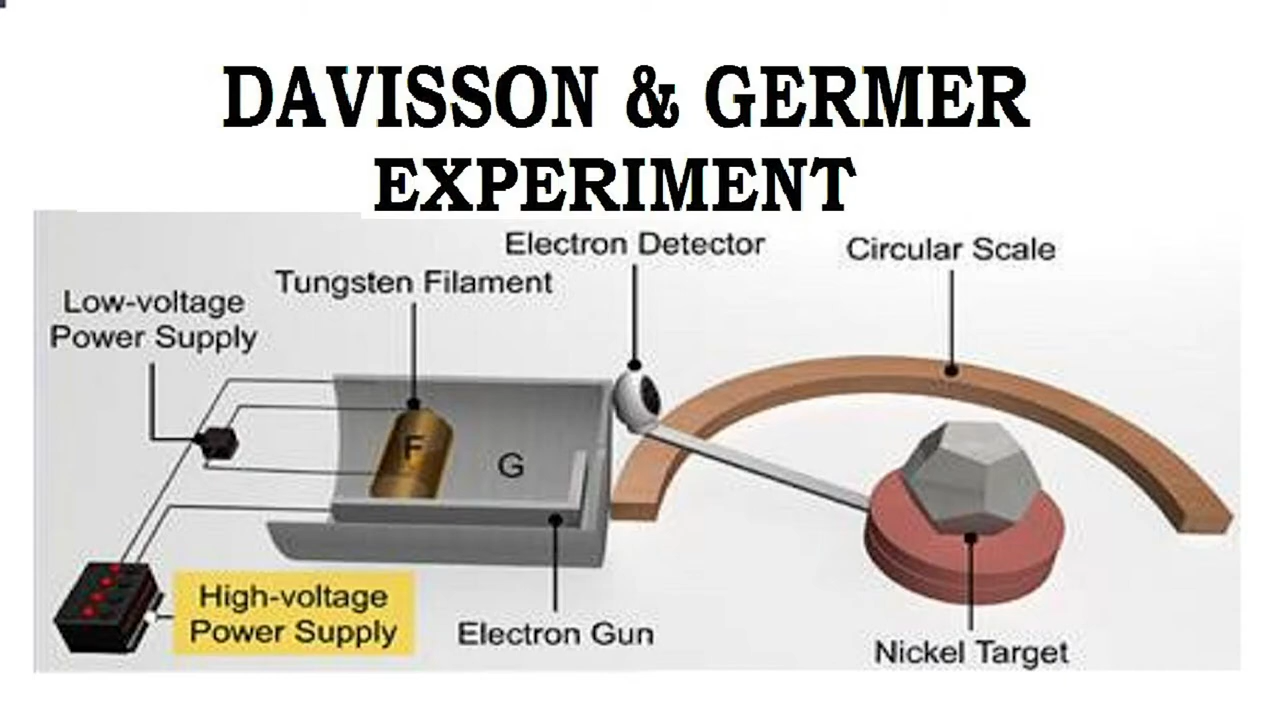 DAVISSON & GERMER
EXPERIMENT
Electron Detector
Circular Scale
Tungsten Filament
Low-voltage
Power Supply
F
G
High-voltage
Power Supply
Electron Gun
Nickel Target